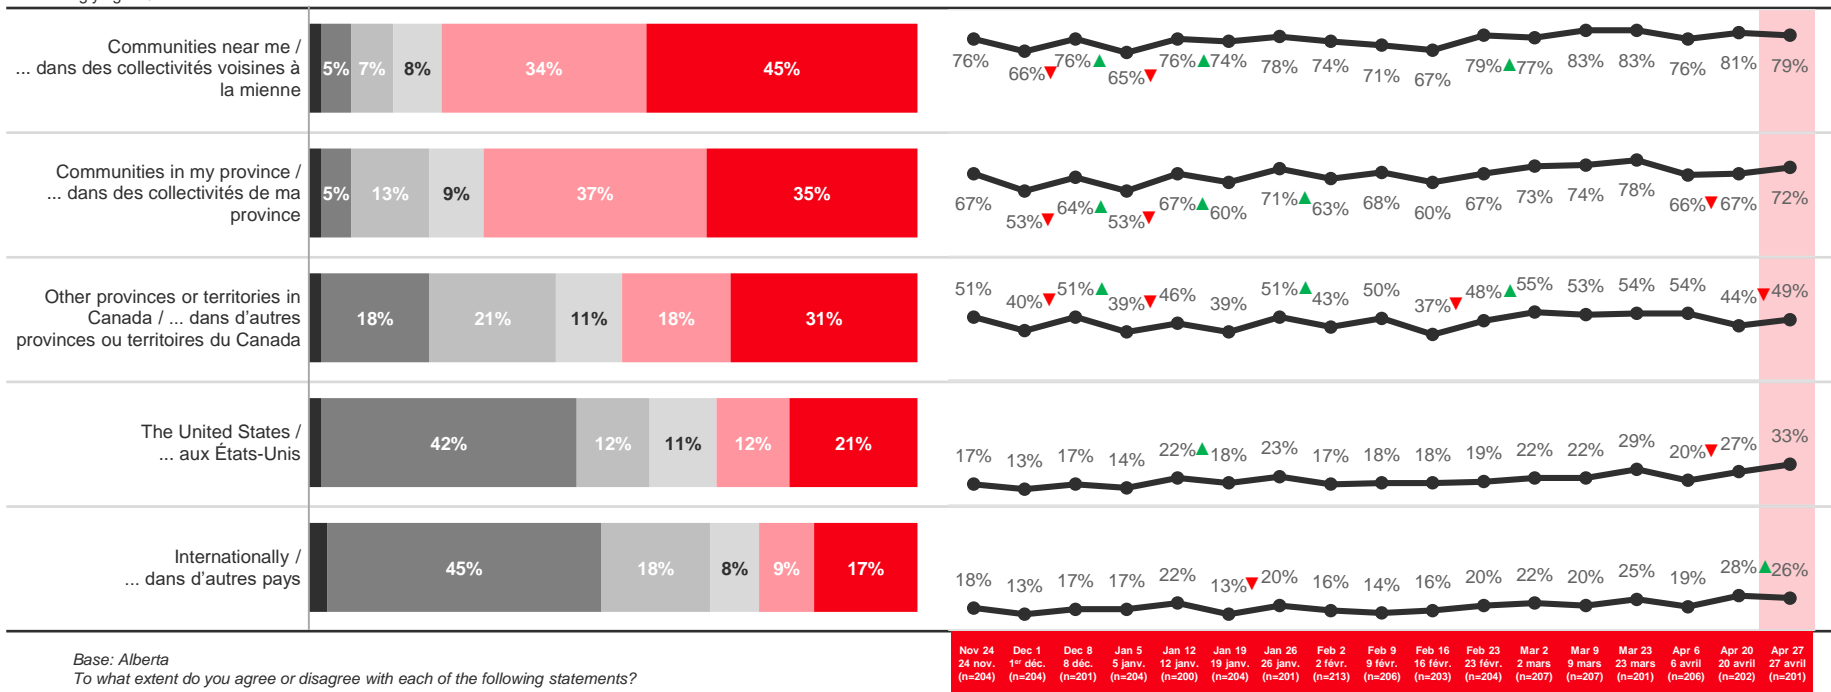 Communities near me /
... dans des collectivités voisines à
la mienne
5% 7% 8% 34% 45%
76% 66% 76% 65% 76% 74% 78% 74% 71% 67% 79% 77% 83% 83% 76% 81% 79%
Communities in my province /
... dans des collectivités de ma
province
5% 13% 9% 37% 35%
67% 53% 64% 53% 67% 60% 71% 63% 68% 60% 67% 73% 74% 78% 66% 67% 72%
Other provinces or territories in
Canada / ... dans d'autres
provinces ou territoires du Canada
18% 21% 11% 18% 31%
51% 40% 51% 39% 46% 39% 51% 43% 50% 37% 48% 55% 53% 54% 54% 44% 49%
The United States /
... aux États-Unis
42% 12% 11% 12% 21%
17% 13% 17% 14% 22% 18% 23% 17% 18% 18% 19% 22% 22% 29% 20% 27% 33%
Internationally /
... dans d'autres pays
45% 18% 8% 9% 17%
18% 13% 17% 17% 22% 13% 20% 16% 14% 16% 20% 22% 20% 25% 19% 28% 26%
Nov 24 Dec 1 Dec 8 Jan 5 Jan 12 Jan 19 Jan 26 Feb 2 Feb 9 Feb 16 Feb 23 Mar 2 Mar 9 Mar 23 Apr 6 Apr 20 Apr 27
24 nov. 1er déc. 8 déc. 5 janv. 12 janv. 19 janv. 26 janv. 2 févr. 9 févr. 16 févr. 23 févr. 2 mars 9 mars 23 mars 6 avril 20 avril 27 avril
(n=204) (n=204) (n=201) (n=204) (n=200) (n=204) (n=201) (n=213) (n=206) (n=203) (n=204) (n=207) (n=207) (n=201) (n=206) (n=202) (n=201)
Base: Alberta
To what extent do you agree or disagree with each of the following statements?